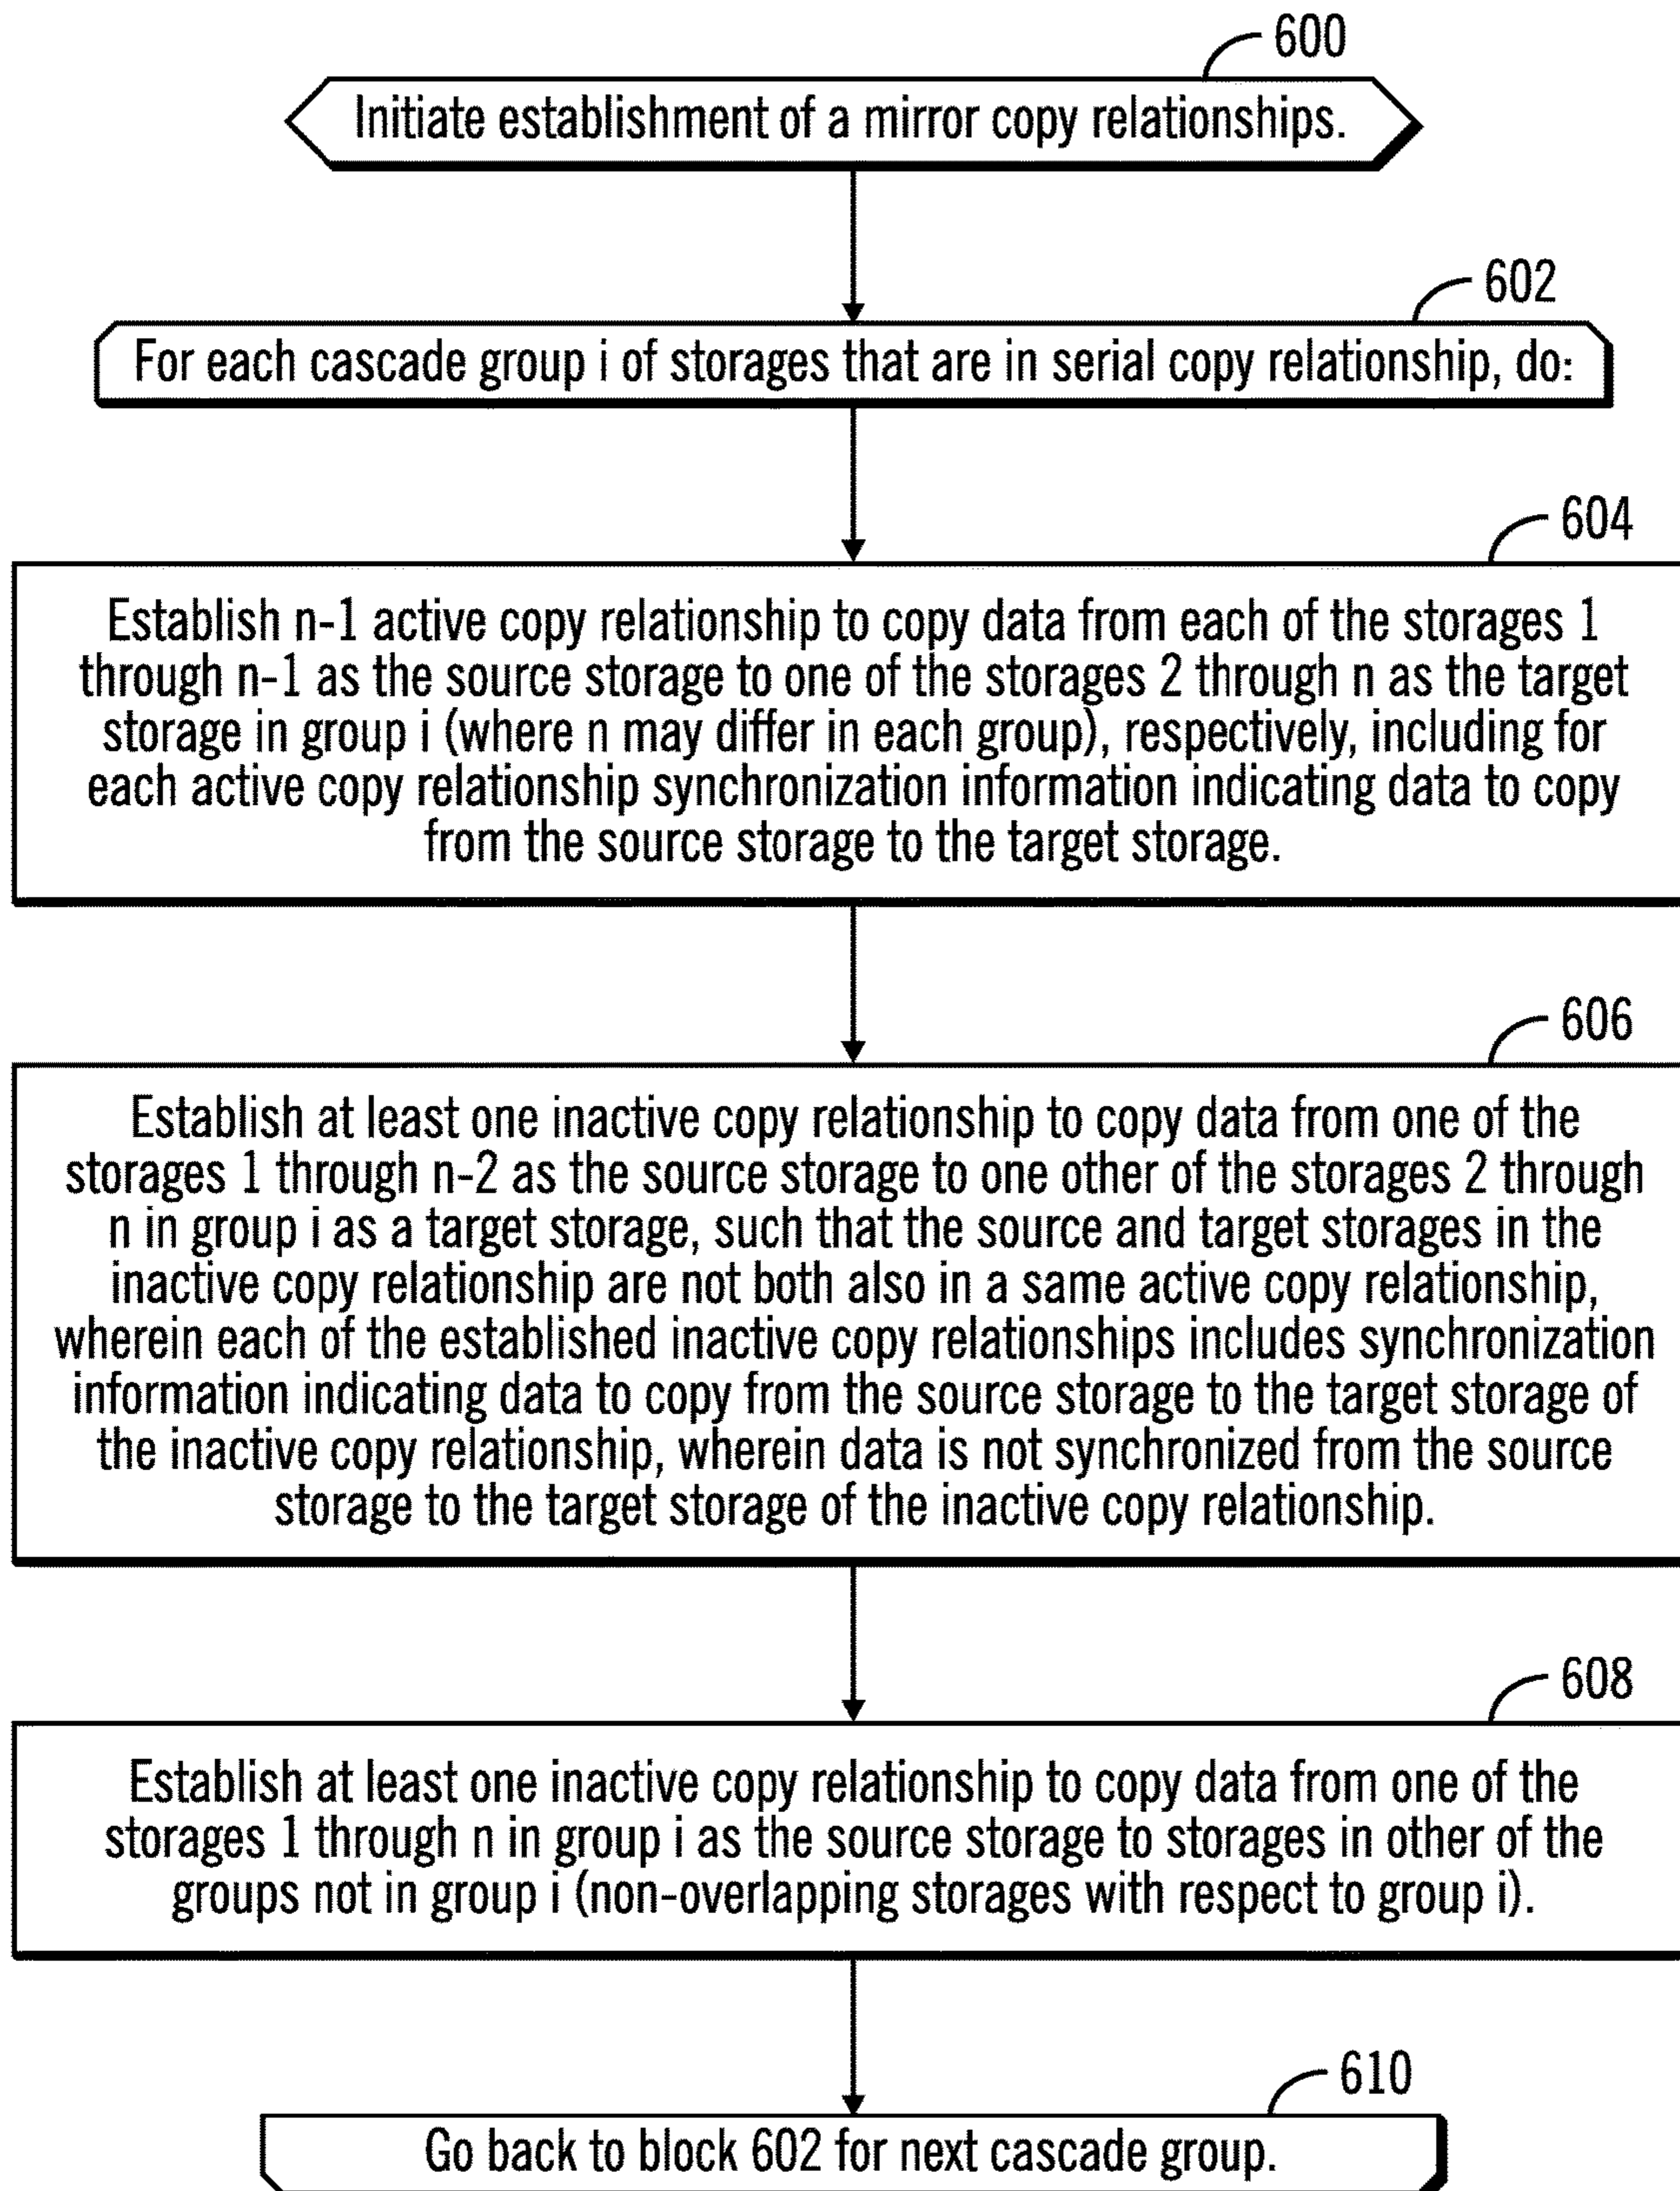 600
Initiate establishment of a mirror copy relationships.
602
For each cascade group i of storages that are in serial copy relationship, do:
604
Establish n-1 active copy relationship to copy data from each of the storages 1
through n-1 as the source storage to one of the storages 2 through n as the target
storage in group i (where n may differ in each group), respectively, including for
each active copy relationship synchronization information indicating data to copy
from the source storage to the target storage.
606
Establish at least one inactive copy relationship to copy data from one of the
storages 1 through n-2 as the source storage to one other of the storages 2 through
n in group i as a target storage, such that the source and target storages in the
inactive copy relationship are not both also in a same active copy relationship,
wherein each of the established inactive copy relationships includes synchronization
information indicating data to copy from the source storage to the target storage of
the inactive copy relationship, wherein data is not synchronized from the source
storage to the target storage of the inactive copy relationship.
608
Establish at least one inactive copy relationship to copy data from one of the
storages 1 through n in group i as the source storage to storages in other of the
groups not in group i (non-overlapping storages with respect to group i).
610
Go back to block 602 for next cascade group.